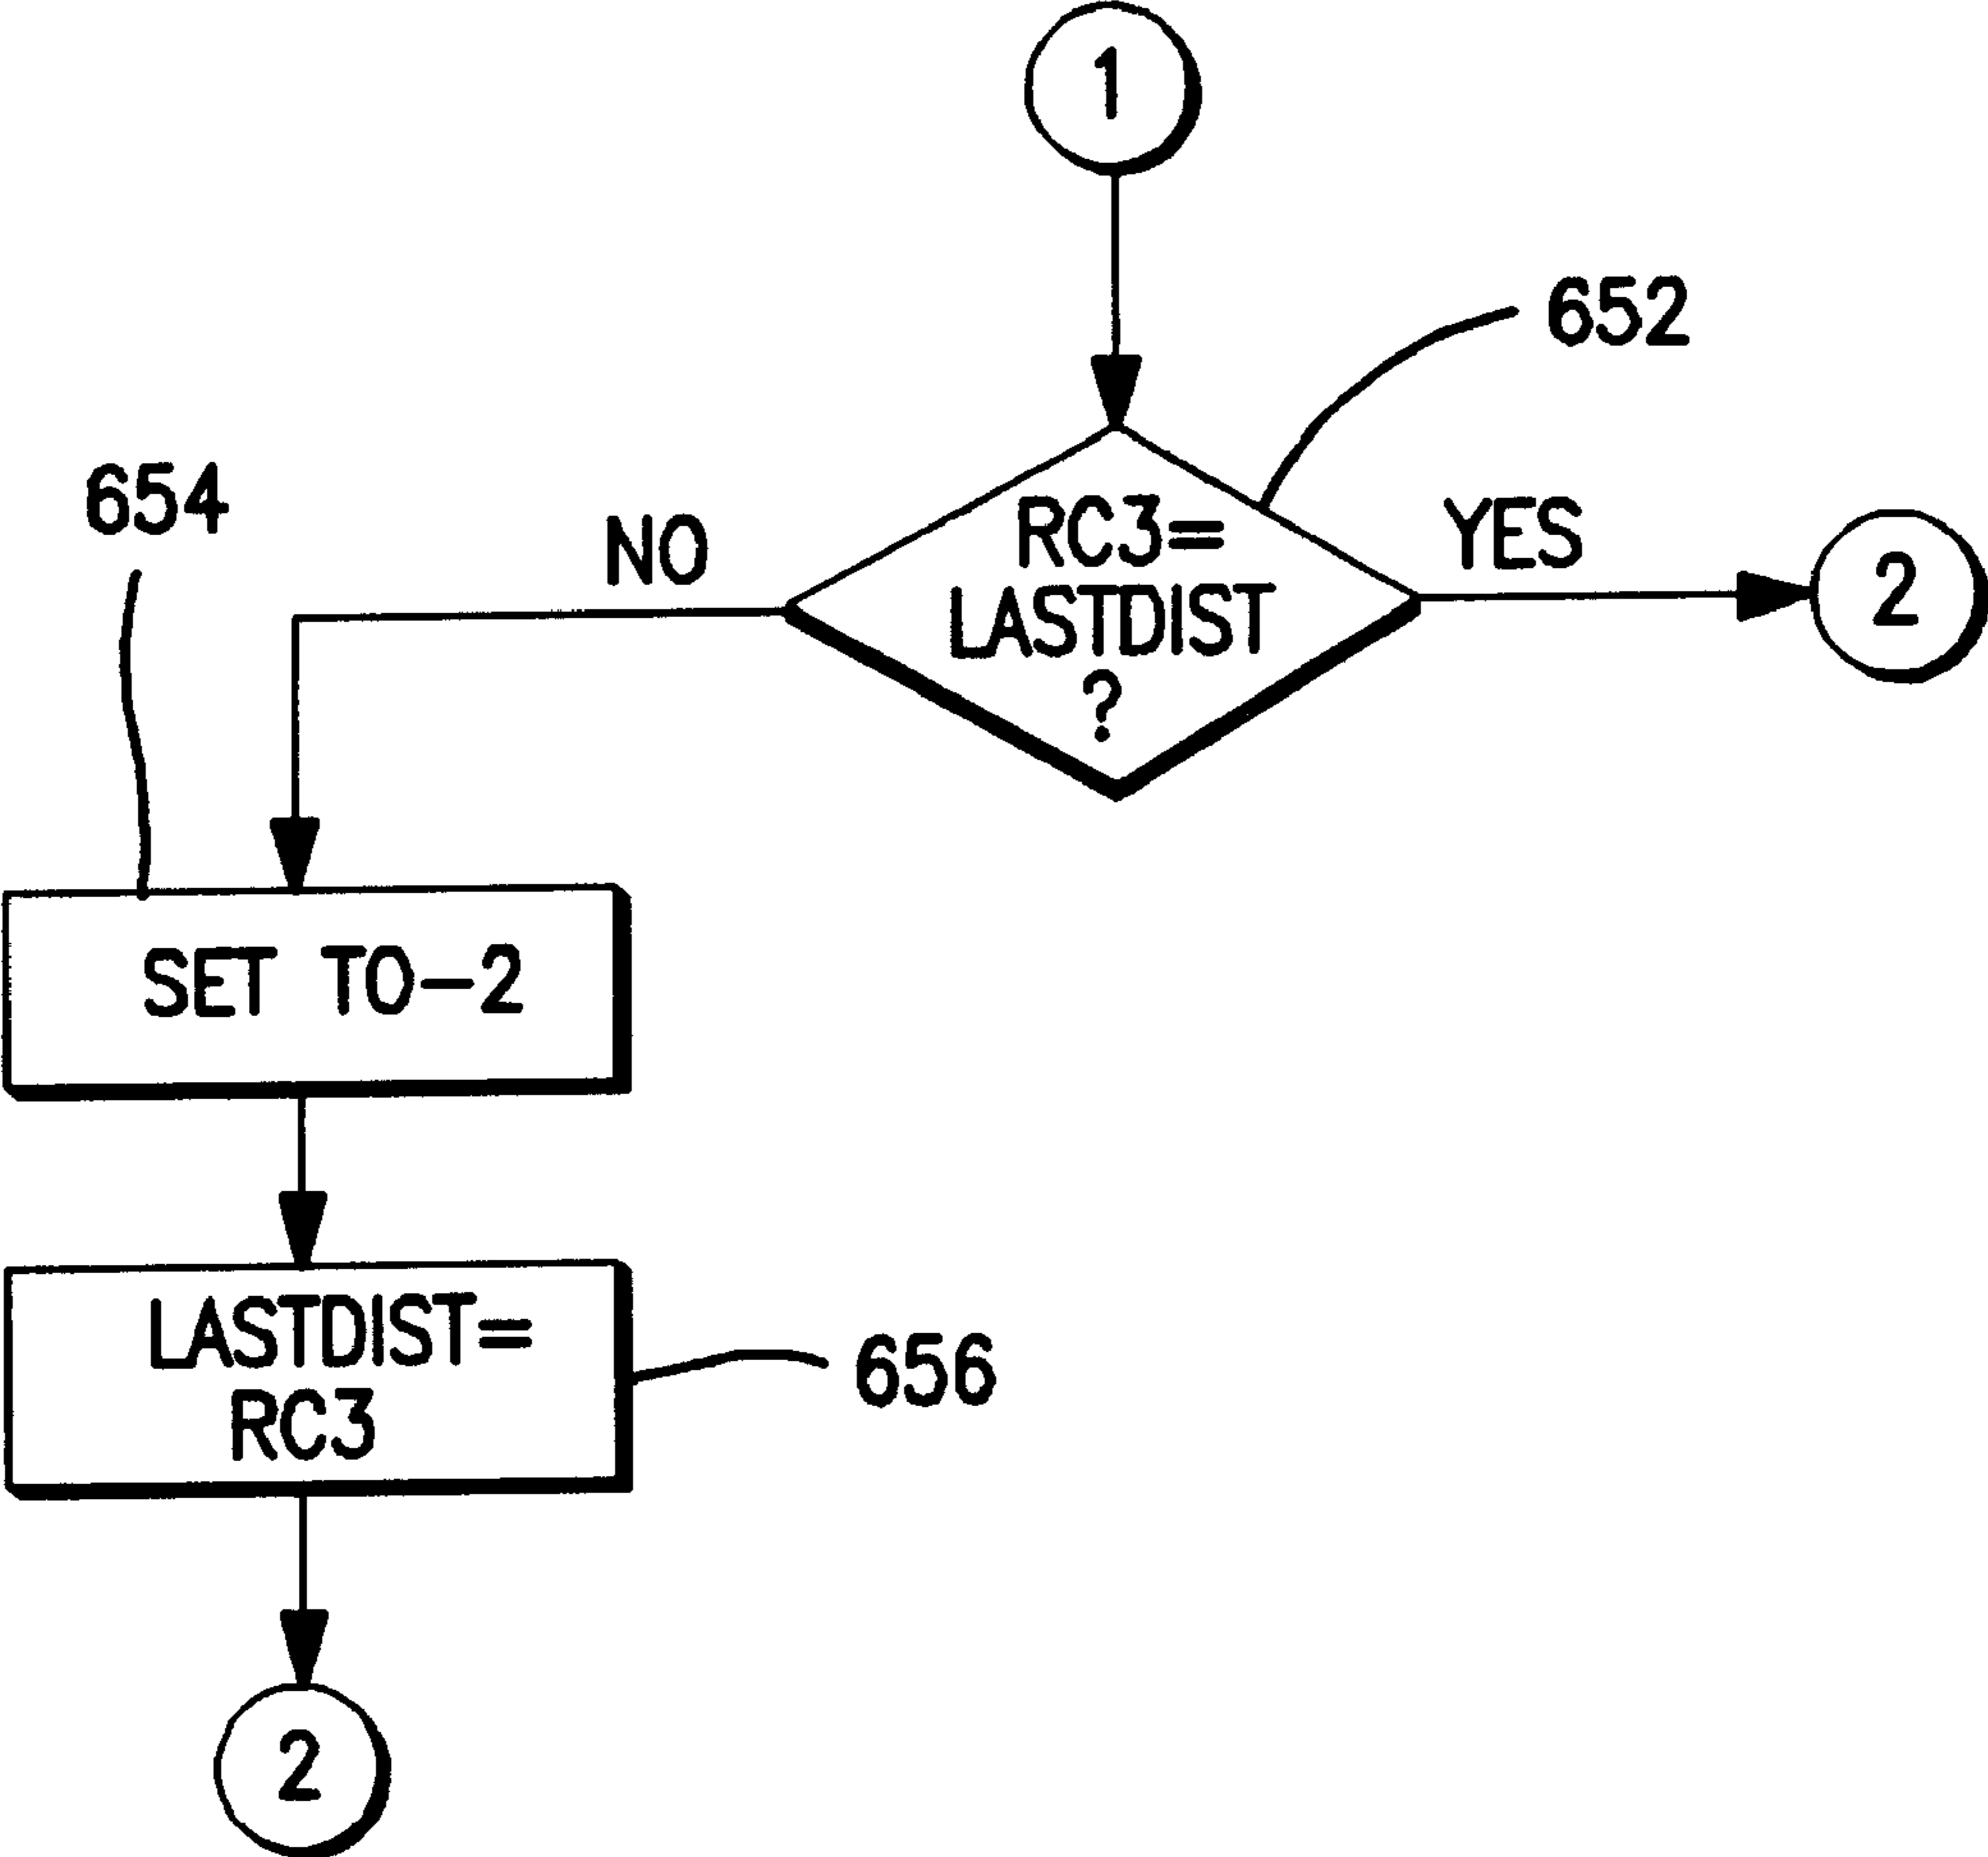 1
652
RC3=
LASTDIST
?
YES
2
NO
654
SET TO-2
LASTDIST=
RC3
656
2